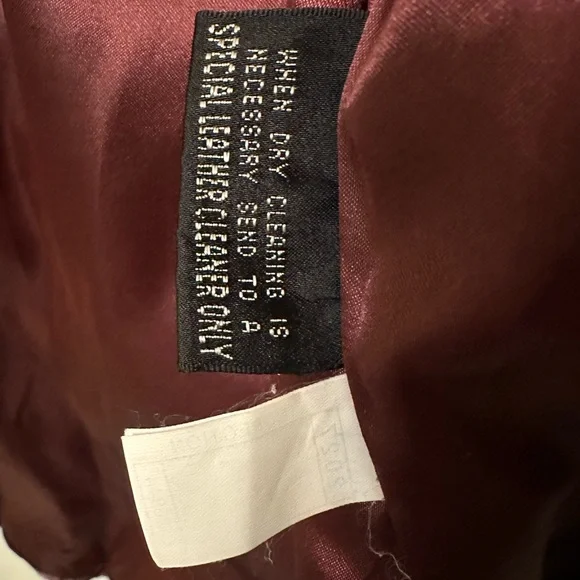 WHEN DRY CLEANING IS
NECESSARY SEND TO A
SPECIAL LEATHER CLEANER ONLY